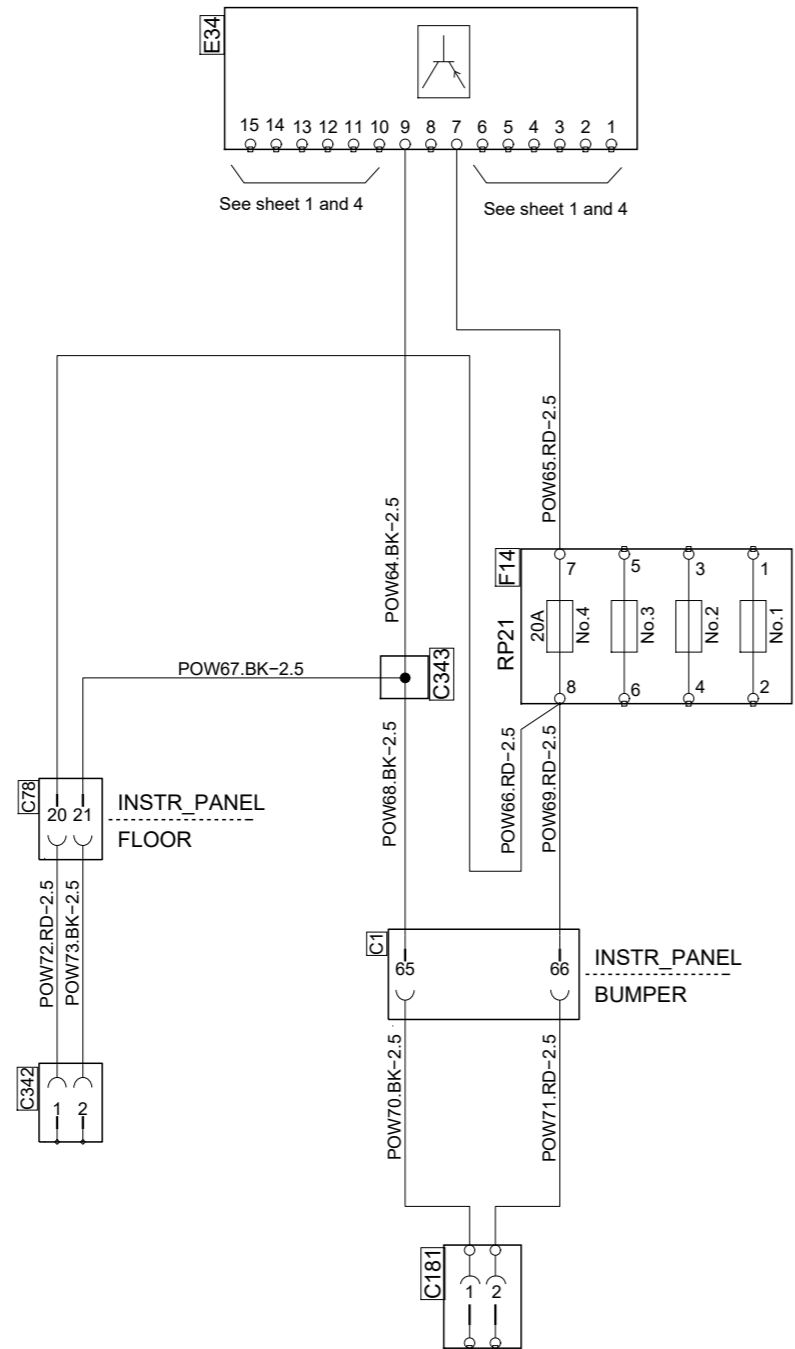 E34
15 14 13 12 11 10 9 8 7 6 5 4 3 2 1
See sheet 1 and 4
See sheet 1 and 4
POW65.RD−2.5
POW64.BK−2.5
F14
RP21
7 5 3 1
20A
No.4
No.3
No.2
No.1
8 6 4 2
POW67.BK−2.5
C343
POW68.BK−2.5
POW66.RD−2.5
POW69.RD−2.5
C78
20 21
INSTR_PANEL
FLOOR
POW72.RD−2.5
POW73.BK−2.5
C1
65 66
INSTR_PANEL
BUMPER
C342
1 2
POW70.BK−2.5
POW71.RD−2.5
C181
1 2